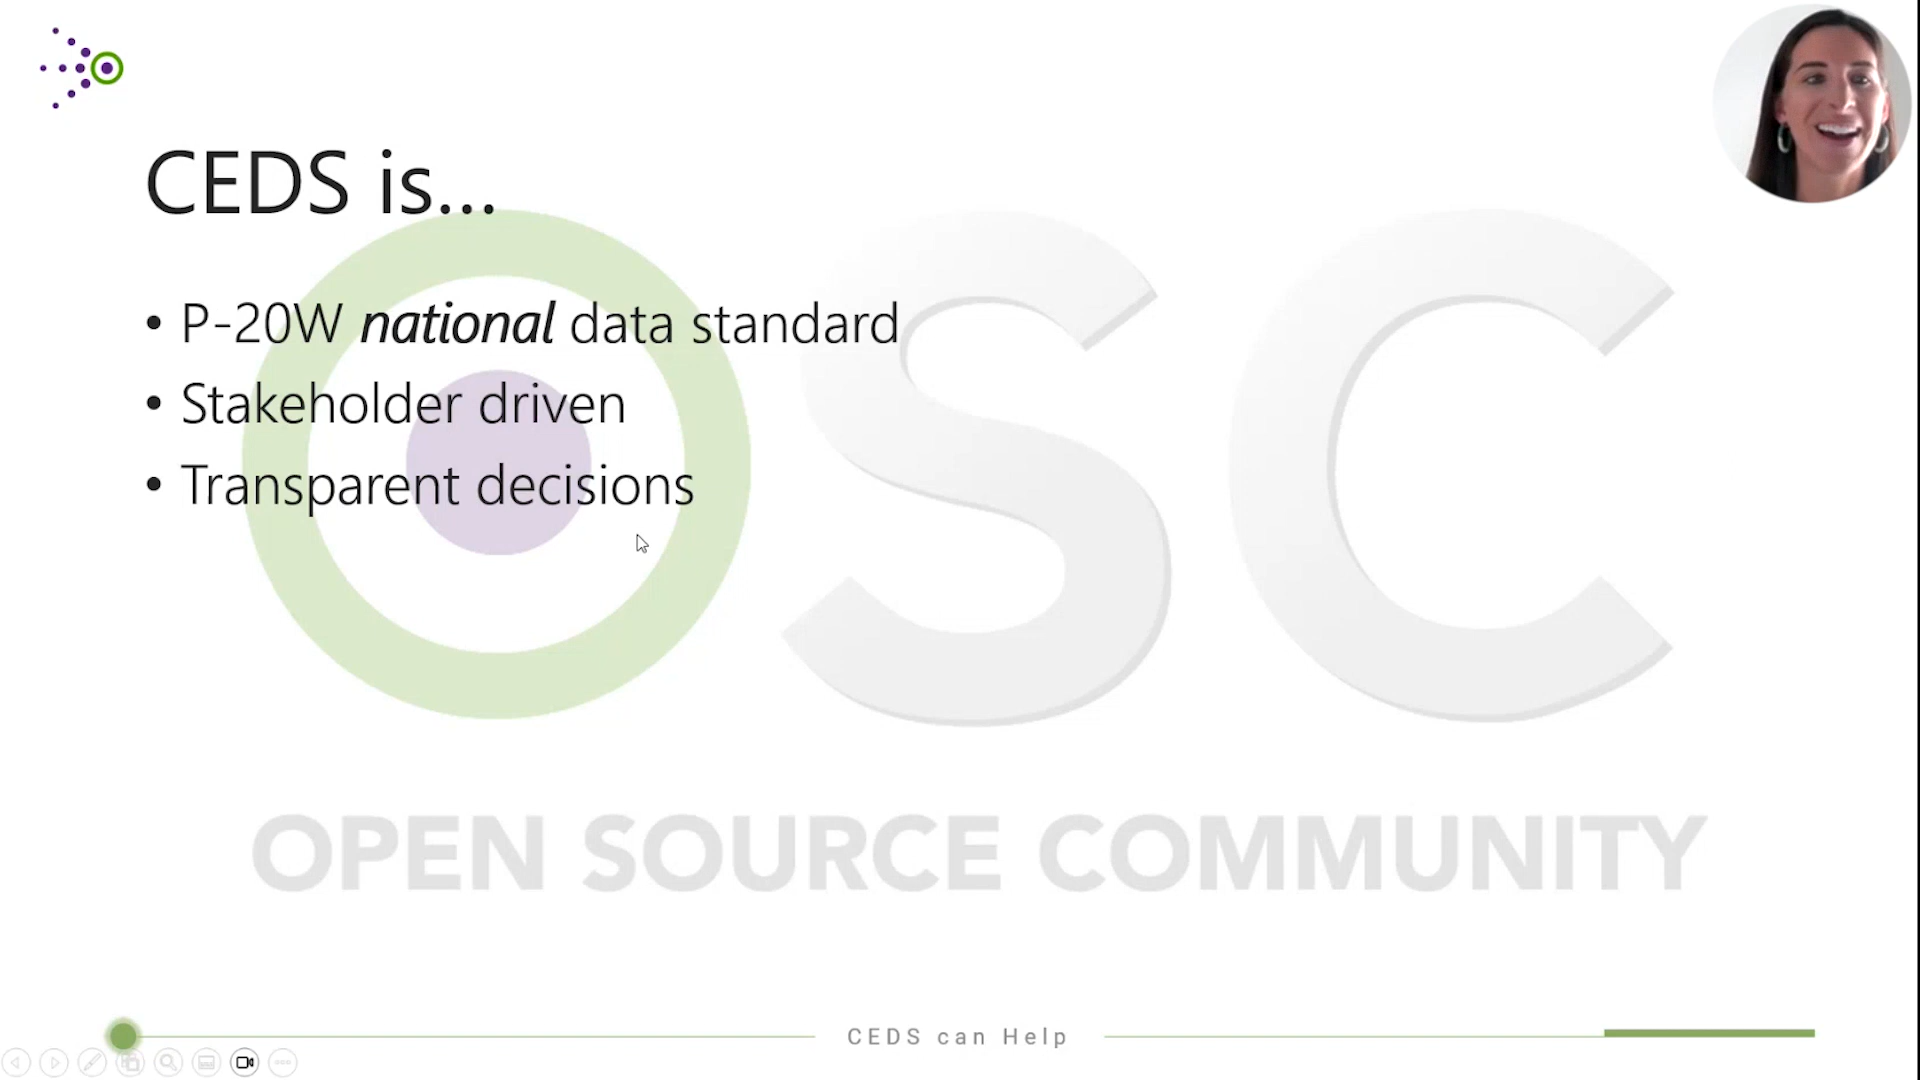 CEDS is...
• P-20W national data standard
• Stakeholder driven
• Transparent decisions
OSC
OPEN SOURCE COMMUNITY
CEDS can Help